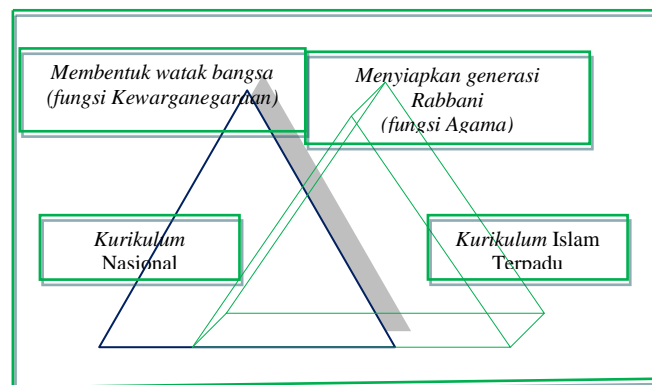 Membentuk watak bangsa
(fungsi Kewarganegaraan)
Menyiapkan generasi
Rabbani
(fungsi Agama)
Kurikulum
Nasional
Kurikulum Islam
Terpadu